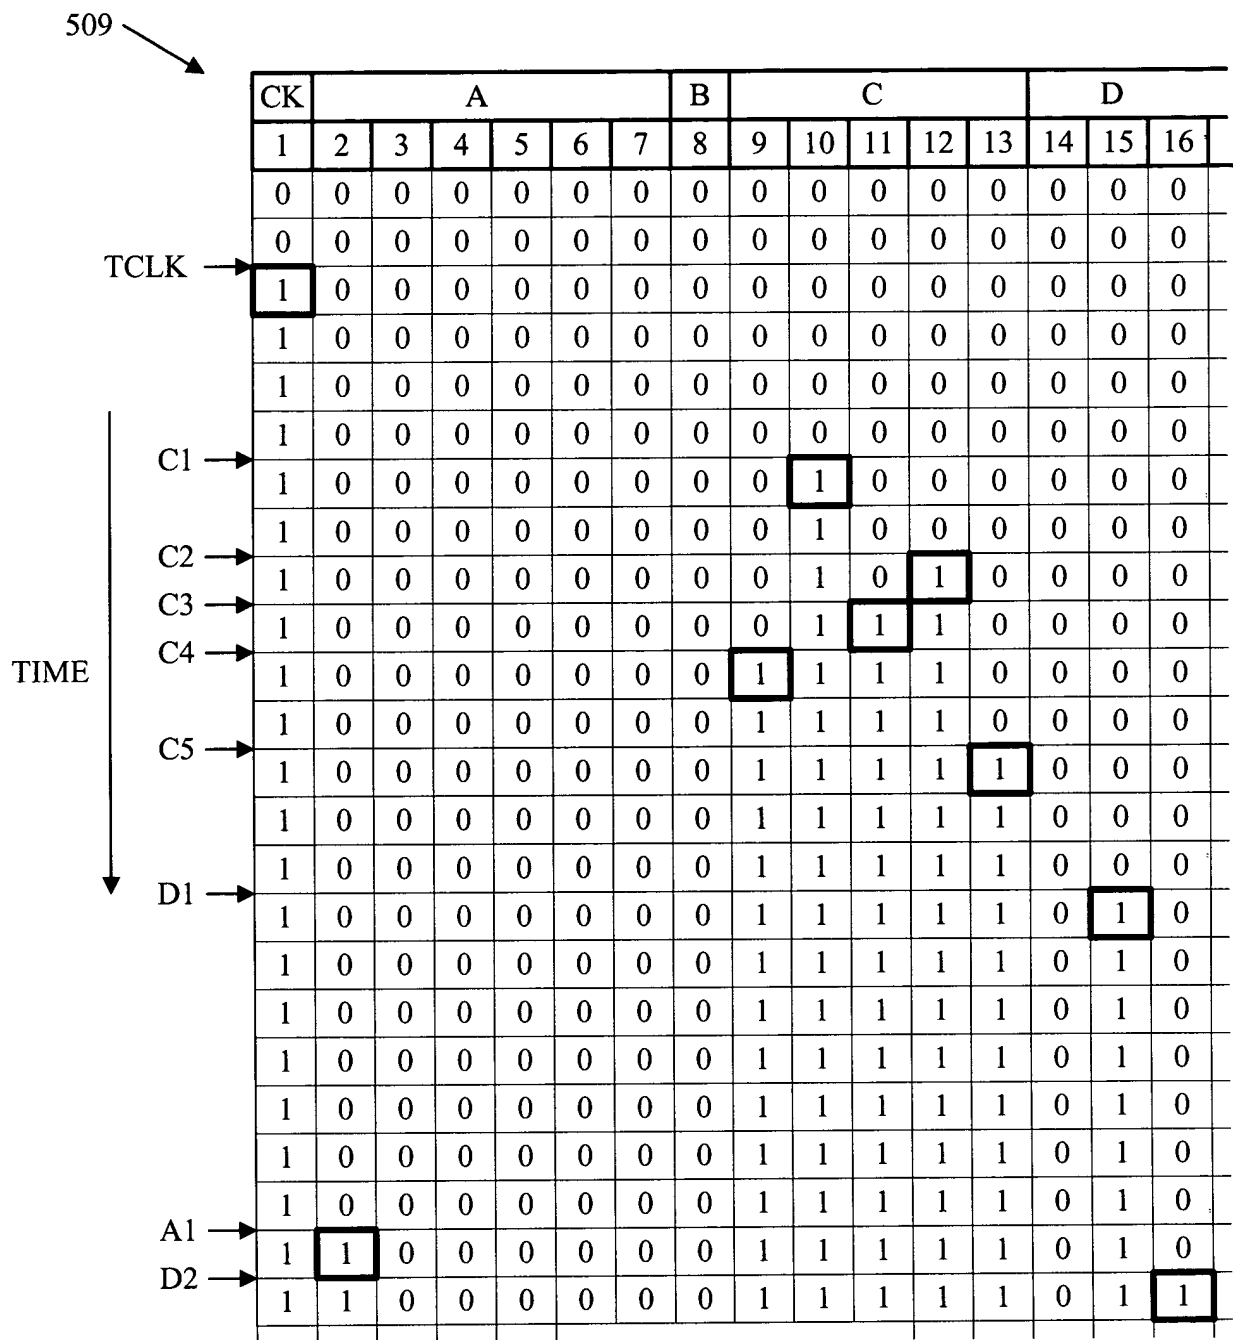 509
CK A B C D
1 2 3 4 5 6 7 8 9 10 11 12 13 14 15 16
0 0 0 0 0 0 0 0 0 0 0 0 0 0 0 0
0 0 0 0 0 0 0 0 0 0 0 0 0 0 0 0
TCLK
1 0 0 0 0 0 0 0 0 0 0 0 0 0 0 0
1 0 0 0 0 0 0 0 0 0 0 0 0 0 0 0
1 0 0 0 0 0 0 0 0 0 0 0 0 0 0 0
1 0 0 0 0 0 0 0 0 0 0 0 0 0 0 0
C1
1 0 0 0 0 0 0 0 0 1 0 0 0 0 0 0
1 0 0 0 0 0 0 0 0 1 0 0 0 0 0 0
C2
1 0 0 0 0 0 0 0 0 1 0 1 0 0 0 0
C3
1 0 0 0 0 0 0 0 0 1 1 1 0 0 0 0
C4
TIME
1 0 0 0 0 0 0 0 1 1 1 1 0 0 0 0
1 0 0 0 0 0 0 0 1 1 1 1 0 0 0 0
C5
1 0 0 0 0 0 0 0 1 1 1 1 1 0 0 0
1 0 0 0 0 0 0 0 1 1 1 1 1 0 0 0
1 0 0 0 0 0 0 0 1 1 1 1 1 0 0 0
D1
1 0 0 0 0 0 0 0 1 1 1 1 1 0 1 0
1 0 0 0 0 0 0 0 1 1 1 1 1 0 1 0
1 0 0 0 0 0 0 0 1 1 1 1 1 0 1 0
1 0 0 0 0 0 0 0 1 1 1 1 1 0 1 0
1 0 0 0 0 0 0 0 1 1 1 1 1 0 1 0
1 0 0 0 0 0 0 0 1 1 1 1 1 0 1 0
1 0 0 0 0 0 0 0 1 1 1 1 1 0 1 0
A1
1 1 0 0 0 0 0 0 1 1 1 1 1 0 1 0
D2
1 1 0 0 0 0 0 0 1 1 1 1 1 0 1 1